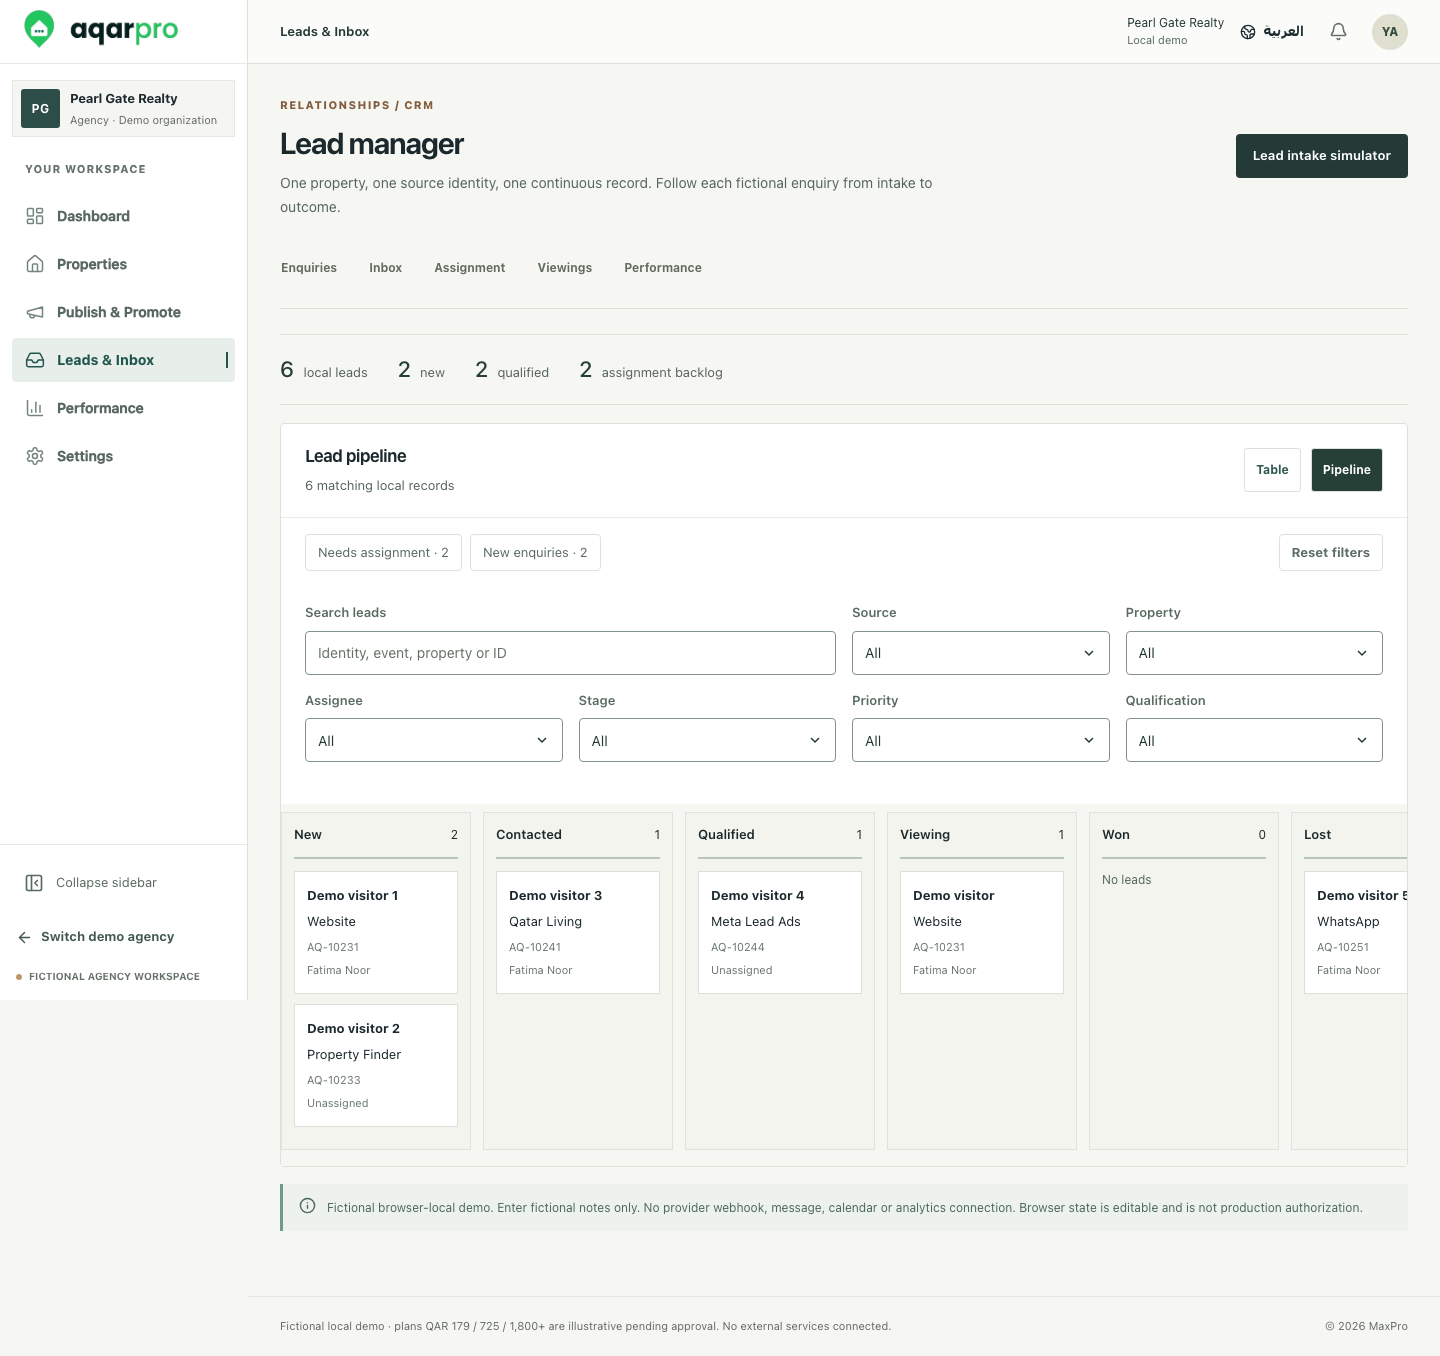 aqarpro
PG
Pearl Gate Realty
Agency · Demo organization
YOUR WORKSPACE
Dashboard
Properties
Publish & Promote
Leads & Inbox
Performance
Settings
Collapse sidebar
Switch demo agency
FICTIONAL AGENCY WORKSPACE
Leads & Inbox
Pearl Gate Realty
Local demo
العربية
YA
RELATIONSHIPS / CRM
Lead manager
One property, one source identity, one continuous record. Follow each fictional enquiry from intake to
outcome.
Lead intake simulator
Enquiries Inbox Assignment Viewings Performance
6 local leads 2 new 2 qualified 2 assignment backlog
Lead pipeline
6 matching local records
Table Pipeline
Needs assignment · 2 New enquiries · 2 Reset filters
Search leads Source Property
Identity, event, property or ID All All
Assignee Stage Priority Qualification
All All All All
New 2
Demo visitor 1
Website
AQ-10231
Fatima Noor
Demo visitor 2
Property Finder
AQ-10233
Unassigned
Contacted 1
Demo visitor 3
Qatar Living
AQ-10241
Fatima Noor
Qualified 1
Demo visitor 4
Meta Lead Ads
AQ-10244
Unassigned
Viewing 1
Demo visitor
Website
AQ-10231
Fatima Noor
Won 0
No leads
Lost
Demo visitor 5
WhatsApp
AQ-10251
Fatima Noor
Fictional browser-local demo. Enter fictional notes only. No provider webhook, message, calendar or analytics connection. Browser state is editable and is not production authorization.
Fictional local demo · plans QAR 179 / 725 / 1,800+ are illustrative pending approval. No external services connected.
© 2026 MaxPro